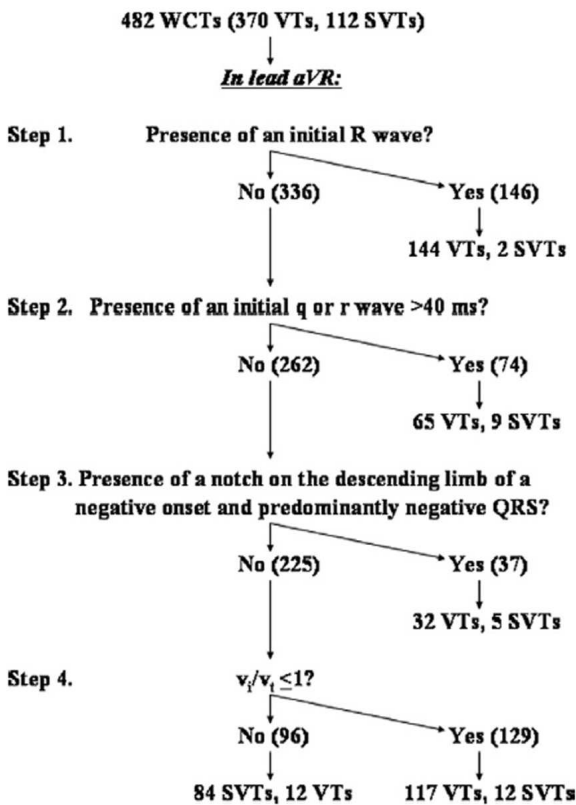 482 WCTs (370 VTs, 112 SVTs)
In lead aVR:
Step 1. Presence of an initial R wave?
No (336) Yes (146)
144 VTs, 2 SVTs
Step 2. Presence of an initial q or r wave >40 ms?
No (262) Yes (74)
65 VTs, 9 SVTs
Step 3. Presence of a notch on the descending limb of a
negative onset and predominantly negative QRS?
No (225) Yes (37)
32 VTs, 5 SVTs
Step 4. vi/vt ≤1?
No (96) Yes (129)
84 SVTs, 12 VTs 117 VTs, 12 SVTs